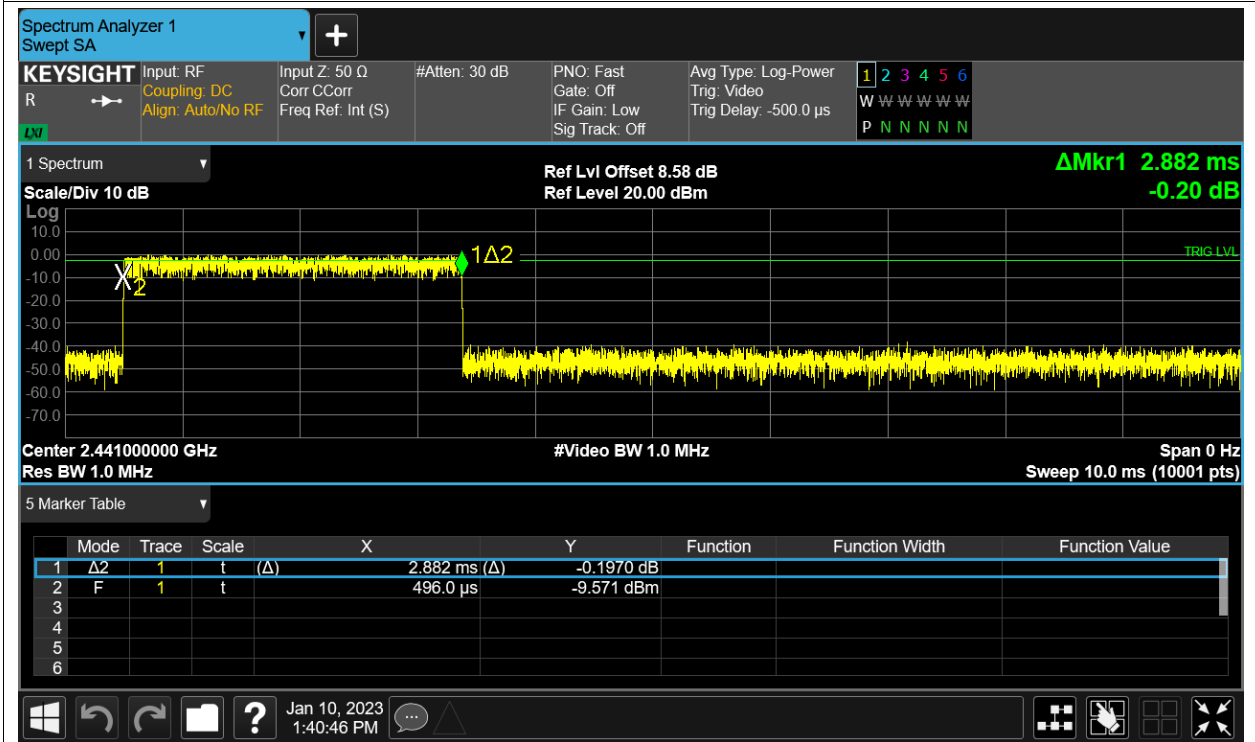 Spectrum Analyzer 1
Swept SA
KEYSIGHT
R
LXI
Input: RF
Coupling: DC
Align: Auto/No RF
Input Z: 50 Ω
Corr CCorr
Freq Ref: Int (S)
#Atten: 30 dB
PNO: Fast
Gate: Off
IF Gain: Low
Sig Track: Off
Avg Type: Log-Power
Trig: Video
Trig Delay: -500.0 µs
1 2 3 4 5 6
W W W W W W
P N N N N N
1 Spectrum
Scale/Div 10 dB
Ref Lvl Offset 8.58 dB
Ref Level 20.00 dBm
ΔMkr1 2.882 ms
-0.20 dB
Log
10.0
0.00
-10.0
-20.0
-30.0
-40.0
-50.0
-60.0
-70.0
1Δ2
TRIG LVL
2
Center 2.441000000 GHz
Res BW 1.0 MHz
#Video BW 1.0 MHz
Span 0 Hz
Sweep 10.0 ms (10001 pts)
5 Marker Table
Mode Trace Scale X Y Function Function Width Function Value
1 Δ2 1 t (Δ) 2.882 ms (Δ) -0.1970 dB
2 F 1 t 496.0 µs -9.571 dBm
3
4
5
6
?
Jan 10, 2023
1:40:46 PM